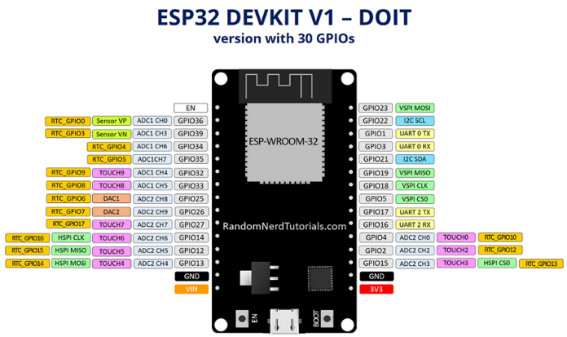 ESP32 DEVKIT V1 – DOIT
version with 30 GPIOs
EN
RTC_GPIO0 Sensor VP ADC1 CH0 GPIO36
RTC_GPIO3 Sensor VN ADC1 CH3 GPIO39
RTC_GPIO4 ADC1 CH6 GPIO34
RTC_GPIO5 ADC1CH7 GPIO35
RTC_GPIO9 TOUCH9 ADC1 CH4 GPIO32
RTC_GPIO8 TOUCH8 ADC1 CH5 GPIO33
RTC_GPIO6 DAC1 ADC2 CH8 GPIO25
RTC_GPIO7 DAC2 ADC2 CH9 GPIO26
RTC_GPIO17 TOUCH7 ADC2 CH7 GPIO27
RTC_GPIO16 HSPI CLK TOUCH6 ADC2 CH6 GPIO14
RTC_GPIO15 HSPI MISO TOUCH5 ADC2 CH5 GPIO12
RTC_GPIO14 HSPI MOSI TOUCH4 ADC2 CH4 GPIO13
GND
VIN
ESP-WROOM-32
RandomNerdTutorials.com
EN
BOOT
GPIO23 VSPI MOSI
GPIO22 I2C SCL
GPIO1 UART 0 TX
GPIO3 UART 0 RX
GPIO21 I2C SDA
GPIO19 VSPI MISO
GPIO18 VSPI CLK
GPIO5 VSPI CS0
GPIO17 UART 2 TX
GPIO16 UART 2 RX
GPIO4 ADC2 CH0 TOUCH0 RTC_GPIO10
GPIO2 ADC2 CH2 TOUCH2 RTC_GPIO12
GPIO15 ADC2 CH3 TOUCH3 HSPI CS0 RTC_GPIO13
GND
3V3